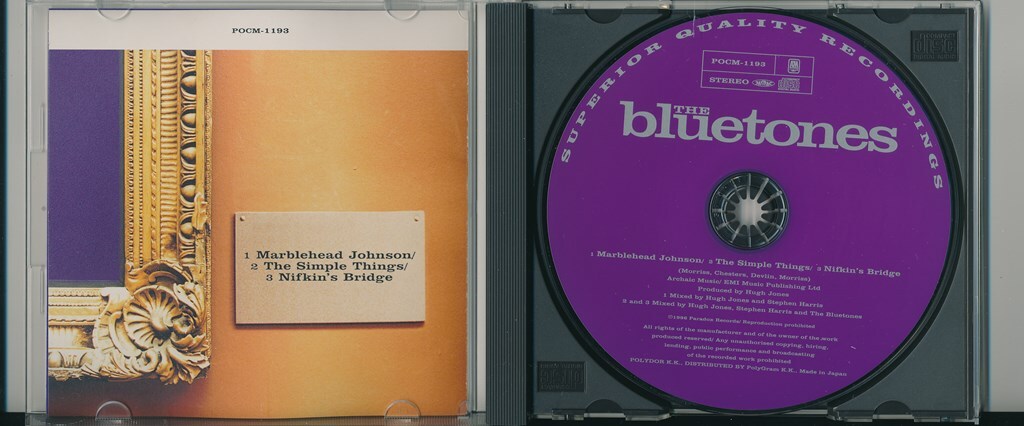 POCM-1193
1 Marblehead Johnson/
2 The Simple Things/
3 Nifkin's Bridge
SUPERIOR QUALITY RECORDINGS
POCM-1193
STEREO
THE
bluetones
1 Marblehead Johnson/ 2 The Simple Things/ 3 Nifkin's Bridge
(Morriss, Chesters, Devlin, Morriss)
Archaic Music/ EMI Music Publishing Ltd
Produced by Hugh Jones
1 Mixed by Hugh Jones and Stephen Harris
2 and 3 Mixed by Hugh Jones, Stephen Harris and The Bluetones
Records/ Reproduction prohibited
All rights of the manufacturer and of the owner of the work
produced reserved/ Any unauthorised copying, hiring,
lending, public performance and broadcasting
of the recorded work prohibited
POLYDOR K.K., DISTRIBUTED BY PolyGram K.K., Made in Japan